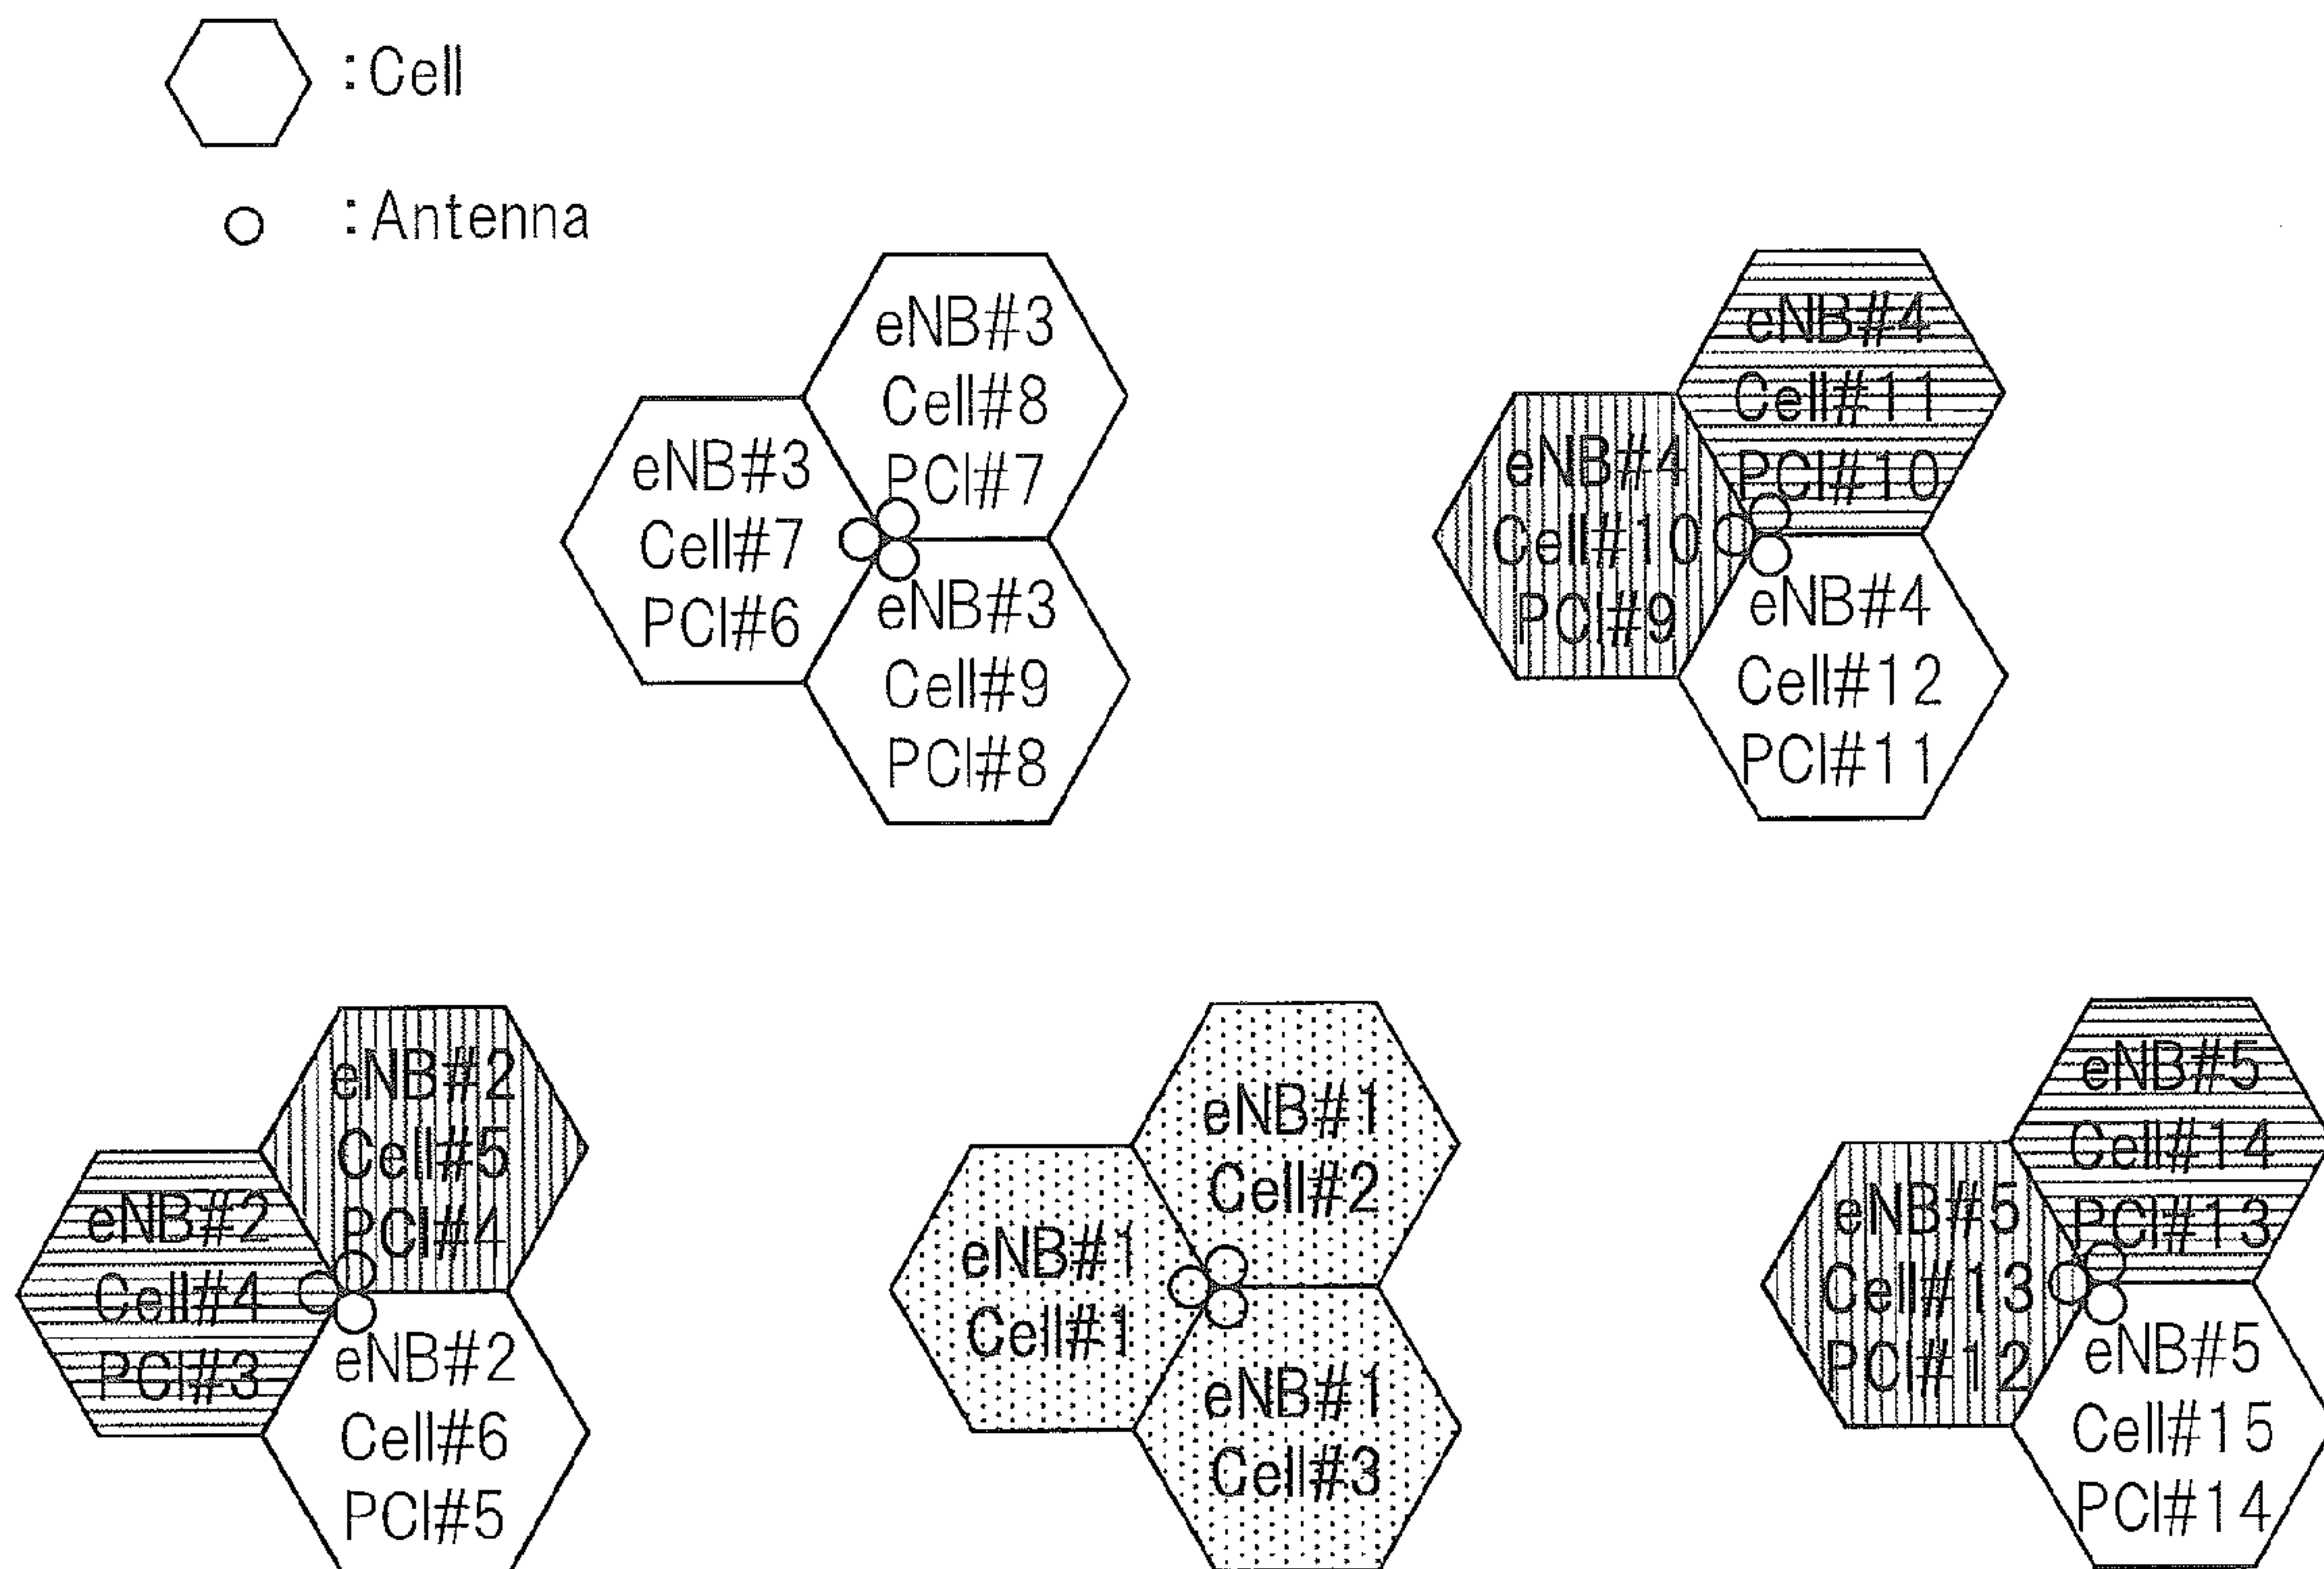 :Cell
:Antenna
eNB#3
Cell#8
PCI#7
eNB#3
Cell#7
PCI#6
eNB#3
Cell#9
PCI#8
eNB#4
Cell#11
PCI#10
eNB#4
Cell#10
PCI#9
eNB#4
Cell#12
PCI#11
eNB#2
Cell#5
PCI#4
eNB#2
Cell#4
PCI#3
eNB#2
Cell#6
PCI#5
eNB#1
Cell#2
eNB#1
Cell#1
eNB#1
Cell#3
eNB#5
Cell#14
PCI#13
eNB#5
Cell#13
PCI#12
eNB#5
Cell#15
PCI#14